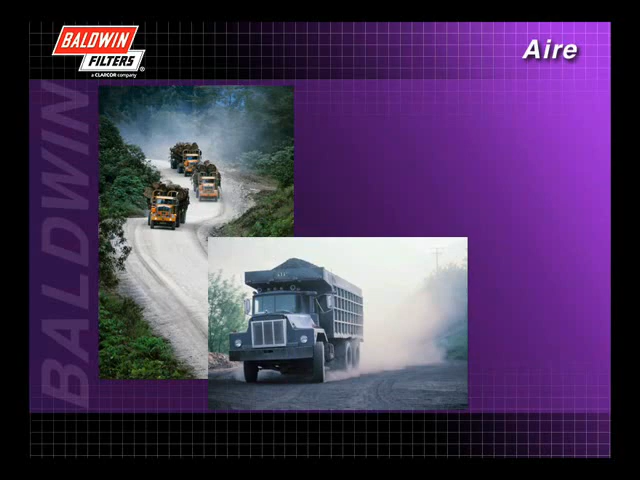 BALDWIN
FILTERS
a CLARCOR company
Aire
BALDWIN